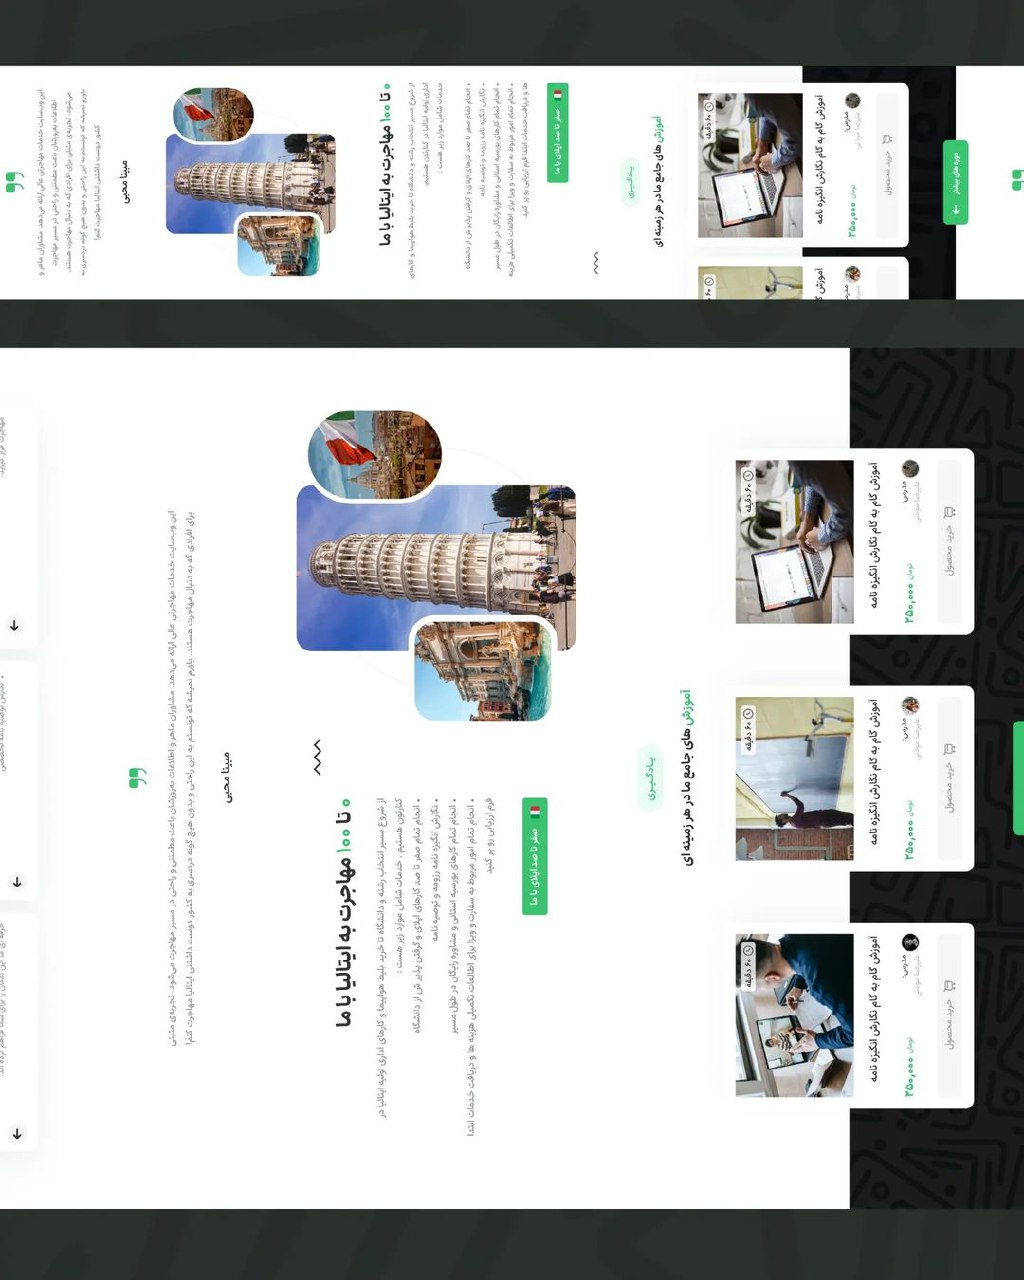 مهاجرت قرار گیرید.
• نگارش توصیه نامه تخصصی
حرفه ای ما این امکان را برای شما فراهم کرده اند.
این وب‌سایت خدمات مهاجرتی عالی ارائه می‌دهد. مشاوران ماهر و اطلاعات به‌روزشان باعث مطمئنی و راحتی در مسیر مهاجرت می‌شود. تجربه‌ی مثبتی
برای افرادی که به دنبال مهاجرت هستند. باورم نمیشه که تونستم به این راحتی و بدون هیچ گونه دردسری به کشور دوست داشتنی ایتالیا مهاجرت کنم!
مبینا محبی
۰ تا ۱۰۰ مهاجرت به ایتالیا با ما
از شروع مسیر انتخاب رشته و دانشگاه تا خرید بلیط هواپیما و کارهای اداری اولیه ایتالیا در
کنارتون هستیم . خدمات شامل موارد زیر هست :
• انجام تمام صفر تا صد کارهای اپلای و گرفتن پذیر ش از دانشگاه
• نگارش انگیزه نامه رزومه و توصیه نامه
• انجام تمام کارهای بورسیه استانی و مشاوره رایگان در طول مسیر
• انجام تمام امور مربوط به سفارت و ویزا برای اطالعات تکمیلی هزینه ها و دریافت خدمات ابتدا
فرم ارزیابی رو پر کنید
صفر تا صد اپلای با ما
یـادگـیـری
آموزش های جامع ما در هر زمینه ای
۶۰ دقیقه
آموزش گام به گام نگارش انگیزه نامه
مدرس:
علیرضا موذنی
تومان ۲۵۰,۰۰۰
خرید محصول
۶۰ دقیقه
آموزش گام به گام نگارش انگیزه نامه
مدرس:
علیرضا موذنی
تومان ۲۵۰,۰۰۰
خرید محصول
۶۰ دقیقه
آموزش گام به گام نگارش انگیزه نامه
مدرس:
علیرضا موذنی
تومان ۲۵۰,۰۰۰
خرید محصول
این وب‌سایت خدمات مهاجرتی عالی ارائه می‌دهد. مشاوران ماهر و
اطلاعات به‌روزشان باعث مطمئنی و راحتی در مسیر مهاجرت
می‌شود. تجربه‌ی مثبتی برای افرادی که به دنبال مهاجرت هستند.
باورم نمیشه که تونستم به این راحتی و بدون هیچ گونه دردسری به
کشور دوست داشتنی ایتالیا مهاجرت کنم!
مبینا محبی
۰ تا ۱۰۰ مهاجرت به ایتالیا با ما
از شروع مسیر انتخاب رشته و دانشگاه تا خرید بلیط هواپیما و کارهای
اداری اولیه ایتالیا در کنارتون هستیم.
خدمات شامل موارد زیر هست :
• انجام تمام صفر تا صد کارهای اپلای و گرفتن پذیر ش از دانشگاه
• نگارش انگیزه نامه رزومه و توصیه نامه
• انجام تمام کارهای بورسیه استانی و مشاوره رایگان در طول مسیر
• انجام تمام امور مربوط به سفارت و ویزا برای اطالعات تکمیلی هزینه
ها و دریافت خدمات ابتدا فرم ارزیابی رو پر کنید
صفر تا صد اپلای با ما
یـادگـیـری
آموزش های جامع ما در هر زمینه ای
۶۰ دقیقه
آموزش گام به گام نگارش انگیزه نامه
مدرس:
علیرضا موذنی
تومان ۲۵۰,۰۰۰
خرید محصول
۶۰ دقیقه
آموزش گ
مدرس:
دوره های بیشتر